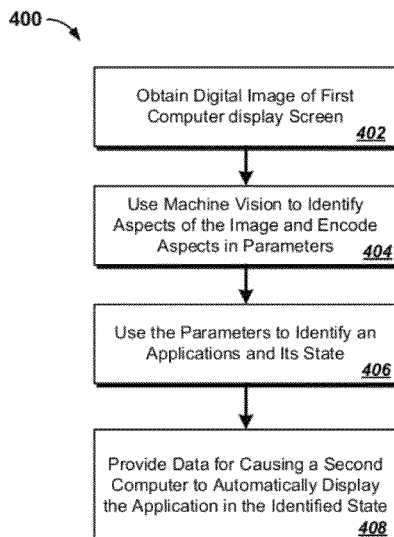 400
Obtain Digital Image of First
Computer display Screen
402
Use Machine Vision to Identify
Aspects of the Image and Encode
Aspects in Parameters
404
Use the Parameters to Identify an
Applications and Its State
406
Provide Data for Causing a Second
Computer to Automatically Display
the Application in the Identified State
408